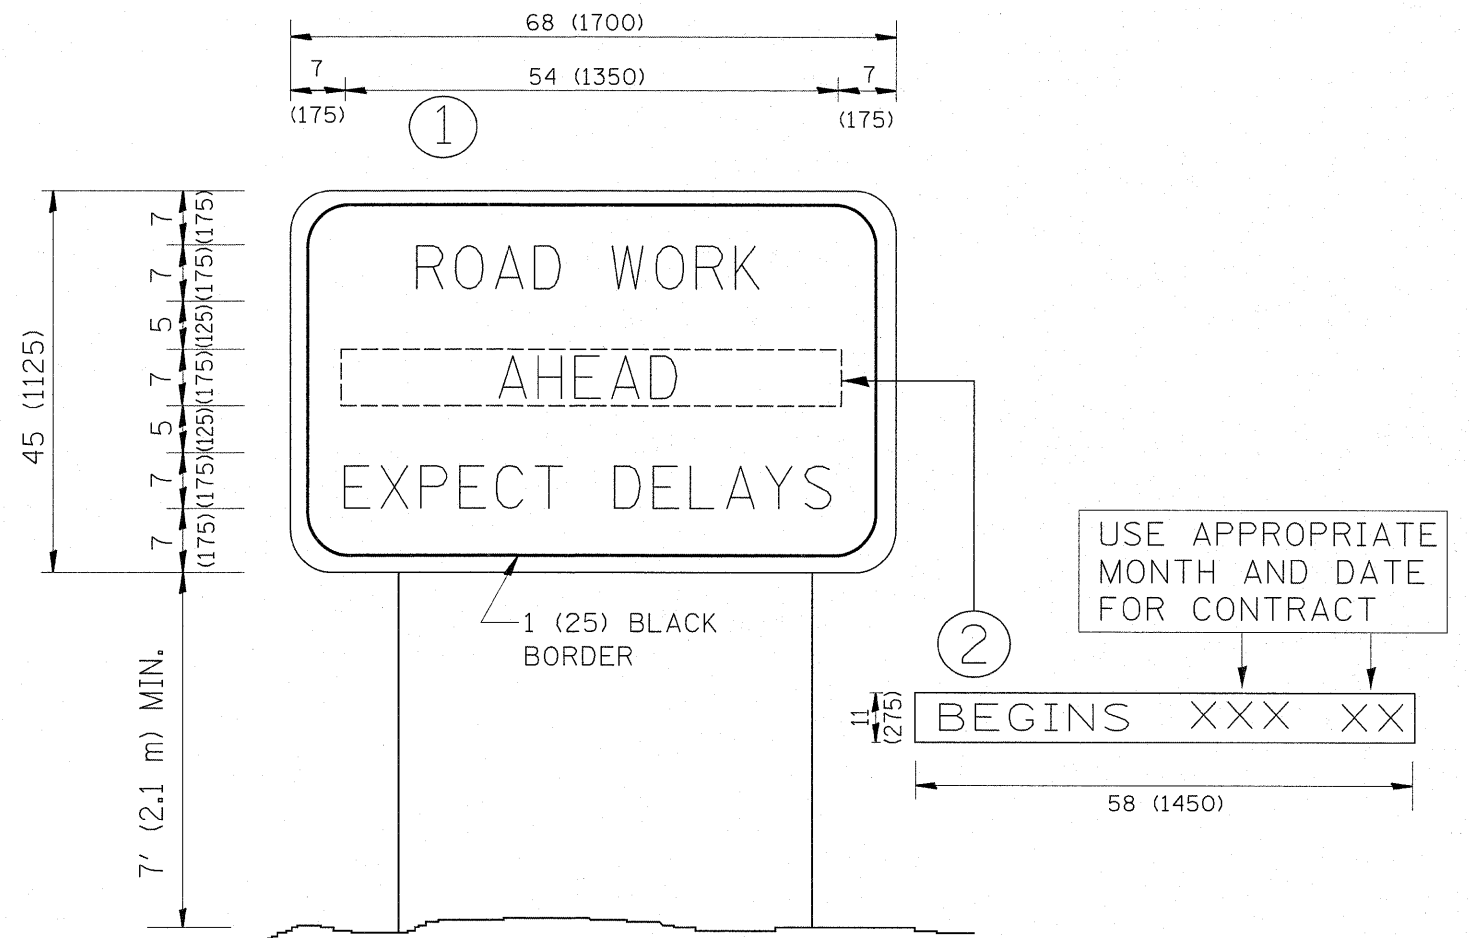 68 (1700)
7
54 (1350)
7
(175)
(175)
1
7
(175)
7
(175)
5
(125)
7
(175)
5
(125)
7
(175)
7
(175)
45 (1125)
ROAD WORK
AHEAD
EXPECT DELAYS
1 (25) BLACK
BORDER
7' (2.1 m) MIN.
2
USE APPROPRIATE
MONTH AND DATE
FOR CONTRACT
11
(275)
BEGINS XXX XX
58 (1450)